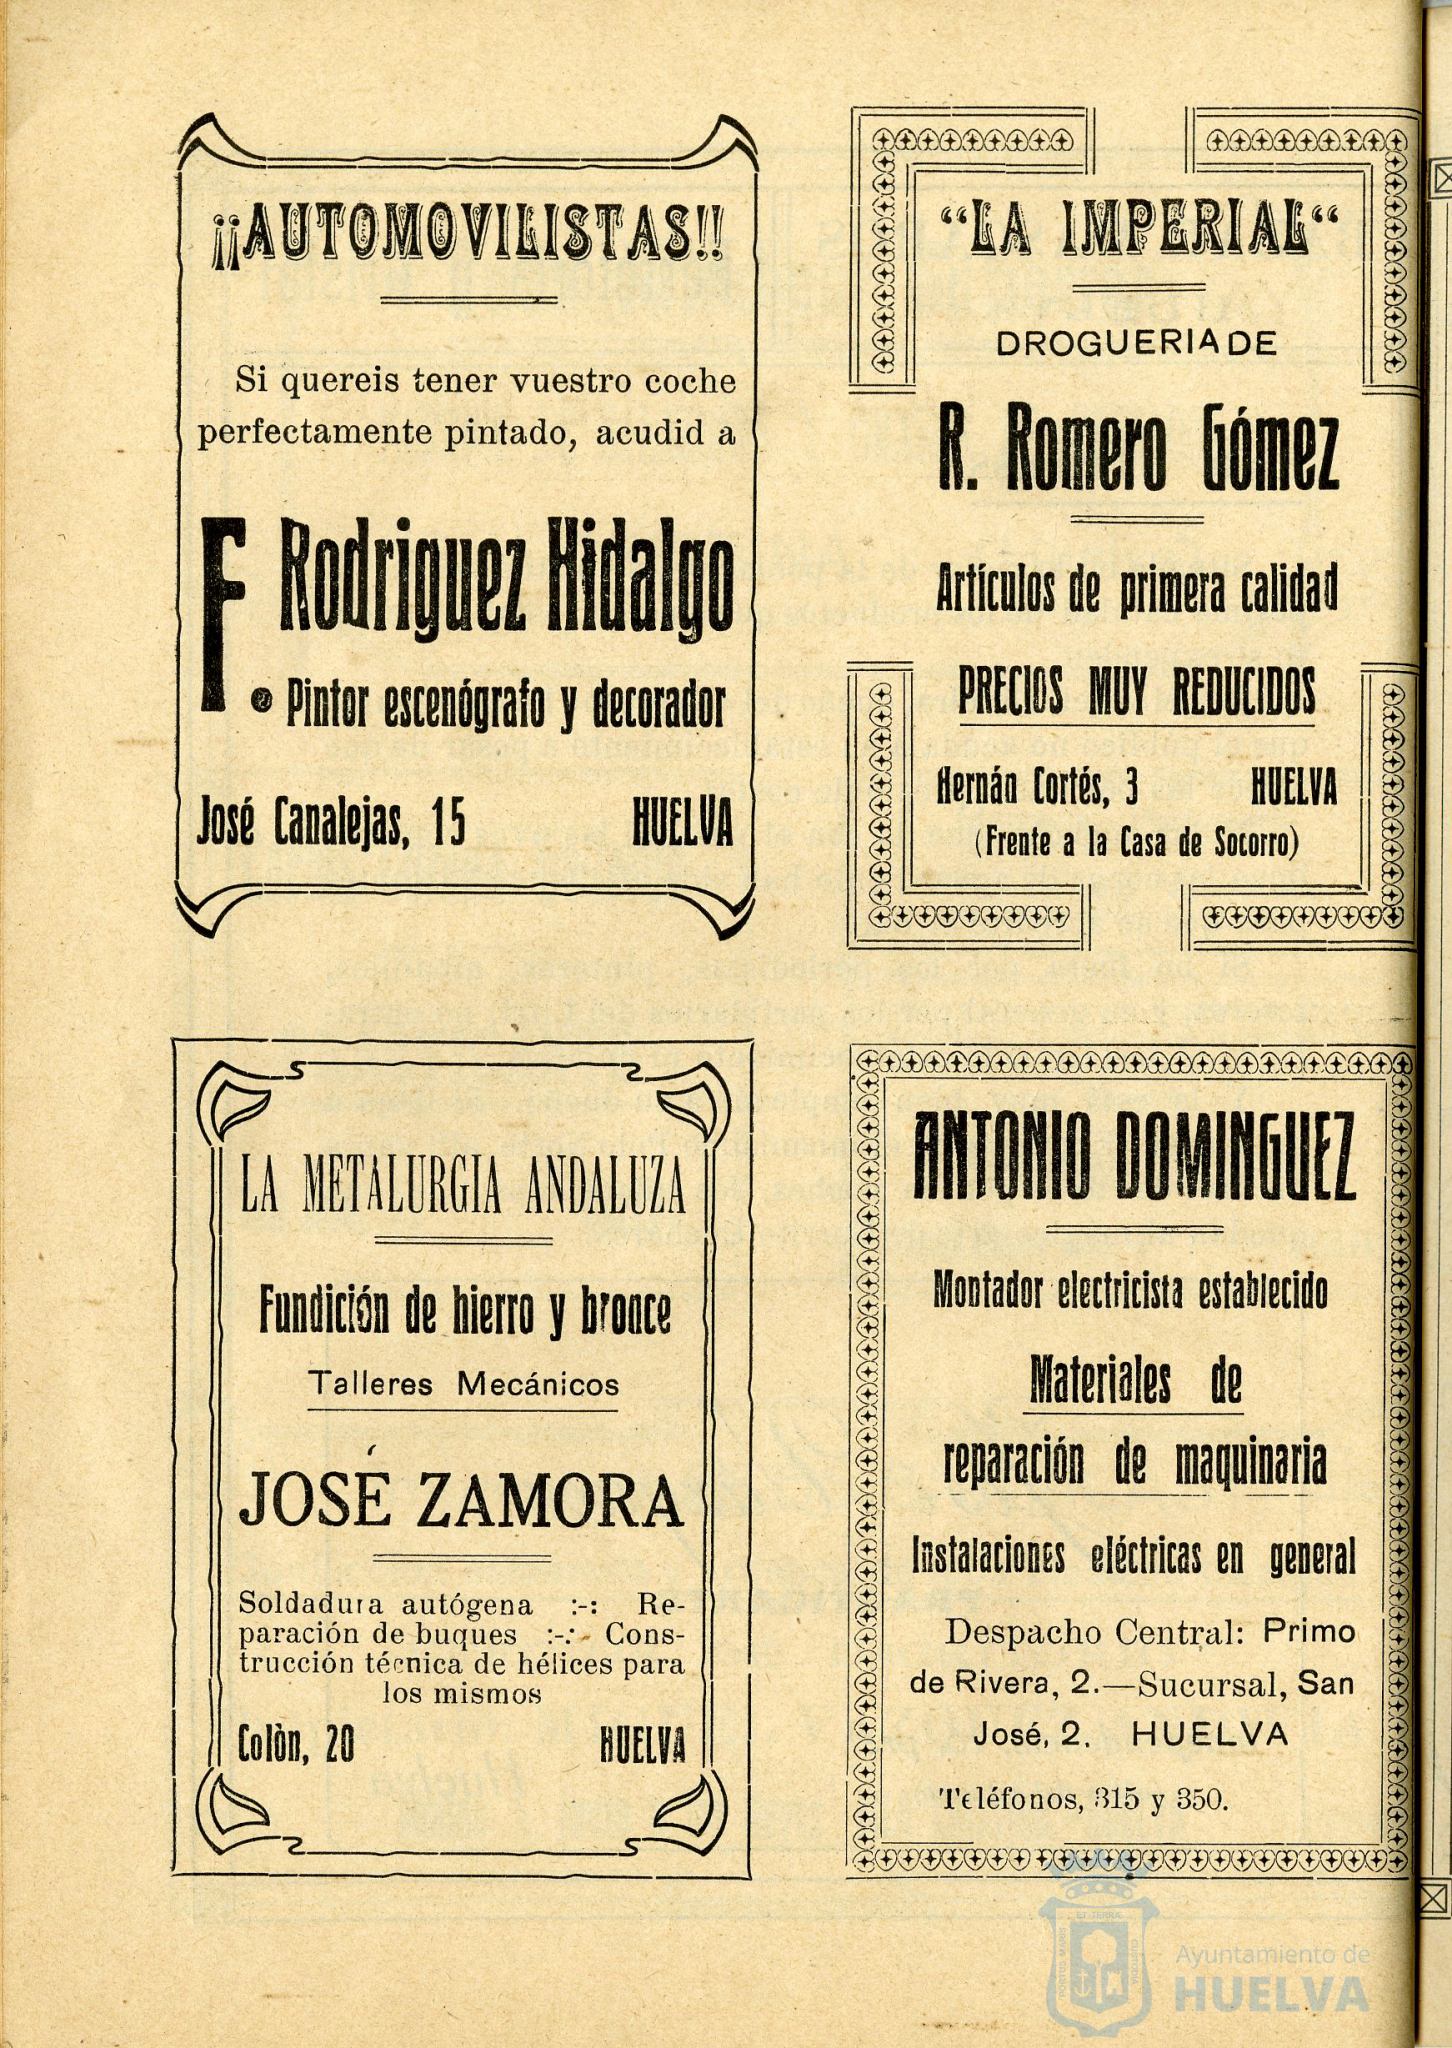 ¡¡AUTOMOVILISTAS!!
Si quereis tener vuestro coche
perfectamente pintado, acudid a
F. Rodriguez Hidalgo
Pintor escenógrafo y decorador
José Canalejas, 15 HUELVA
“LA IMPERIAL“
DROGUERIA DE
R. Romero Gómez
Artículos de primera calidad
PRECIOS MUY REDUCIDOS
Hernán Cortés, 3 HUELVA
(Frente a la Casa de Socorro)
LA METALURGIA ANDALUZA
Fundición de hierro y bronce
Talleres Mecánicos
JOSÉ ZAMORA
Soldadura autógena :-: Re-
paración de buques :-: Cons-
trucción técnica de hélices para
los mismos
Colòn, 20 HUELVA
ANTONIO DOMINGUEZ
Montador electricista establecido
Materiales de
reparación de maquinaria
Instalaciones eléctricas en general
Despacho Central: Primo
de Rivera, 2.—Sucursal, San
José, 2. HUELVA
Teléfonos, 315 y 350.
Ayuntamiento de
HUELVA